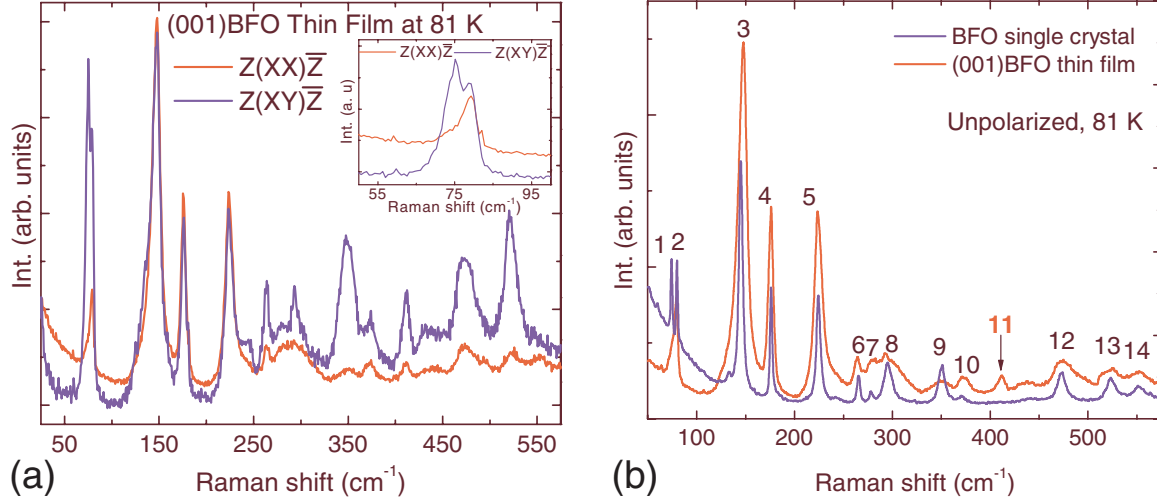 (001)BFO Thin Film at 81 K
Z(XX)Z̅
Z(XY)Z̅
Z(XX)Z̅
Z(XY)Z̅
Int. (a. u)
55
75
95
Raman shift (cm⁻¹)
Int. (arb. units)
50
150
250
350
450
550
Raman shift (cm⁻¹)
(a)
BFO single crystal
(001)BFO thin film
Unpolarized, 81 K
1
2
3
4
5
6
7
8
9
10
11
12
13
14
Int. (arb. units)
100
200
300
400
500
Raman shift (cm⁻¹)
(b)